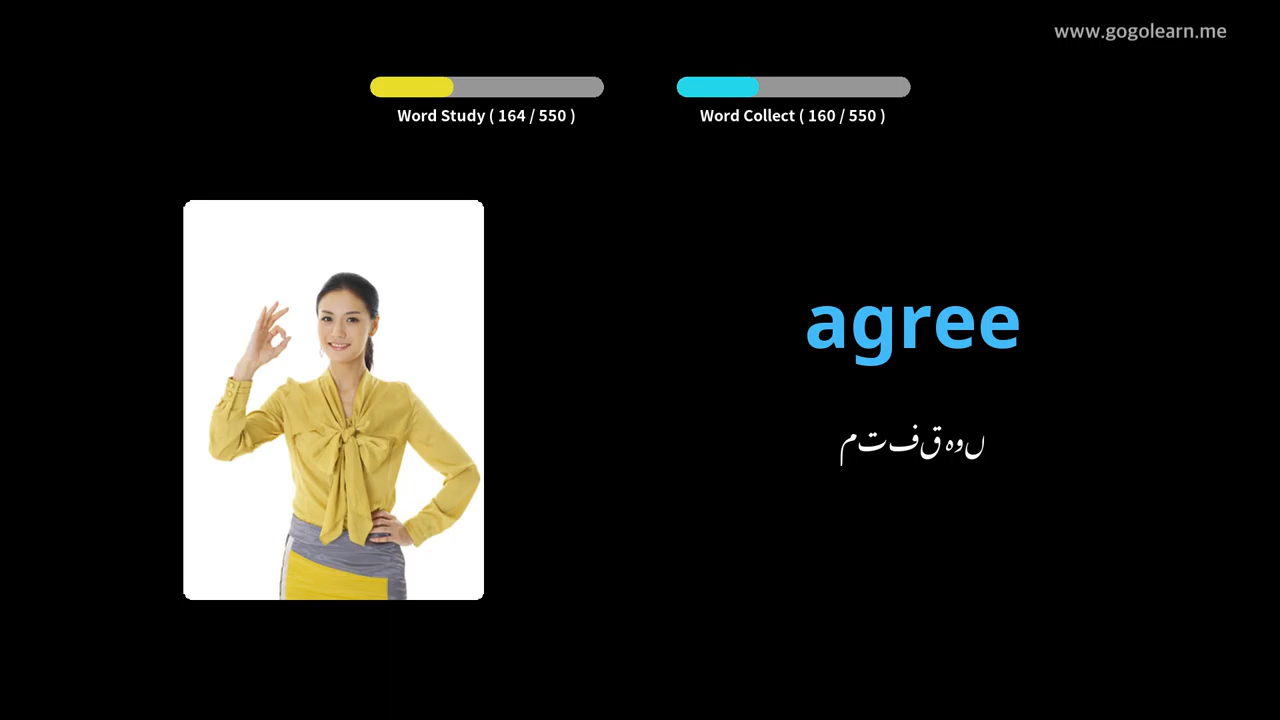 www.gogolearn.me
Word Study ( 164 / 550 )
Word Collect ( 160 / 550 )
agree
متفق ہوں